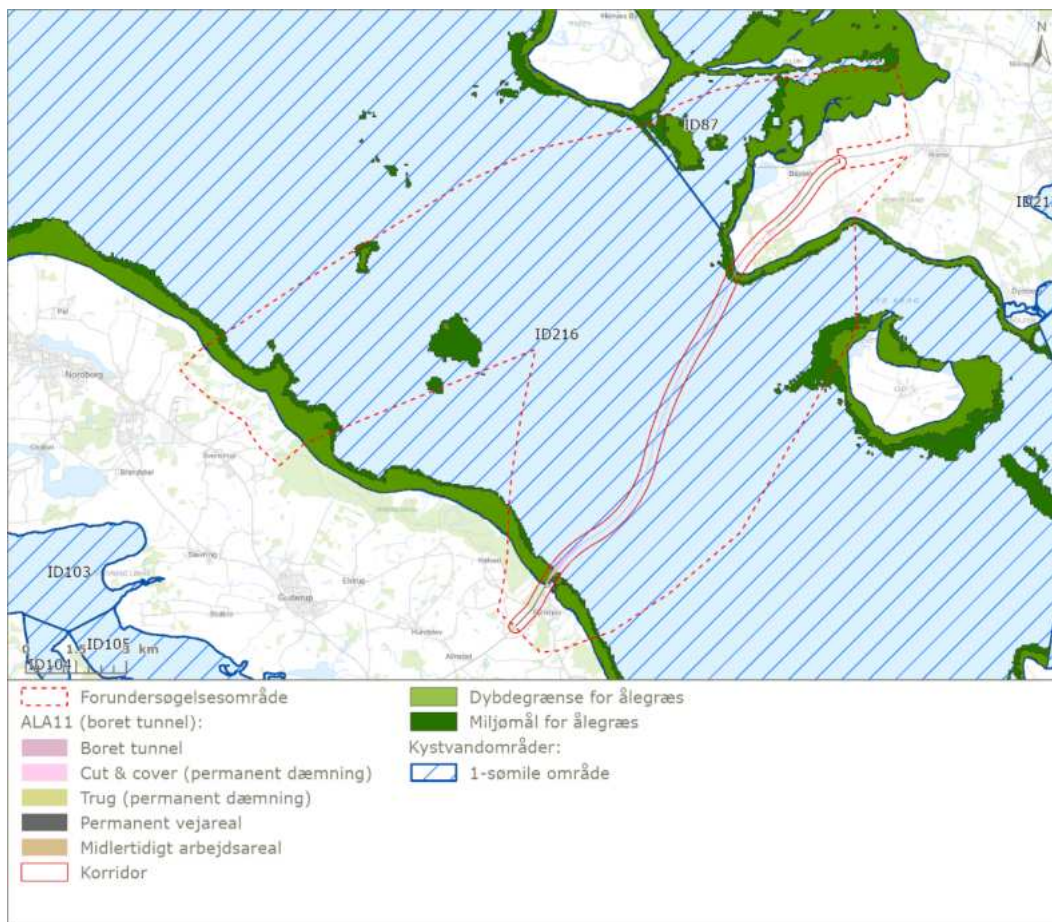 N
ID87
ID21
ID216
Nordborg
Guderup
Elstrup
ID103
ID105
ID104
0 1.5 3 km
Forundersøgelsesområde
ALA11 (boret tunnel):
Boret tunnel
Cut & cover (permanent dæmning)
Trug (permanent dæmning)
Permanent vejareal
Midlertidigt arbejdsareal
Korridor
Dybdegrænse for ålegræs
Miljømål for ålegræs
Kystvandområder:
1-sømile område